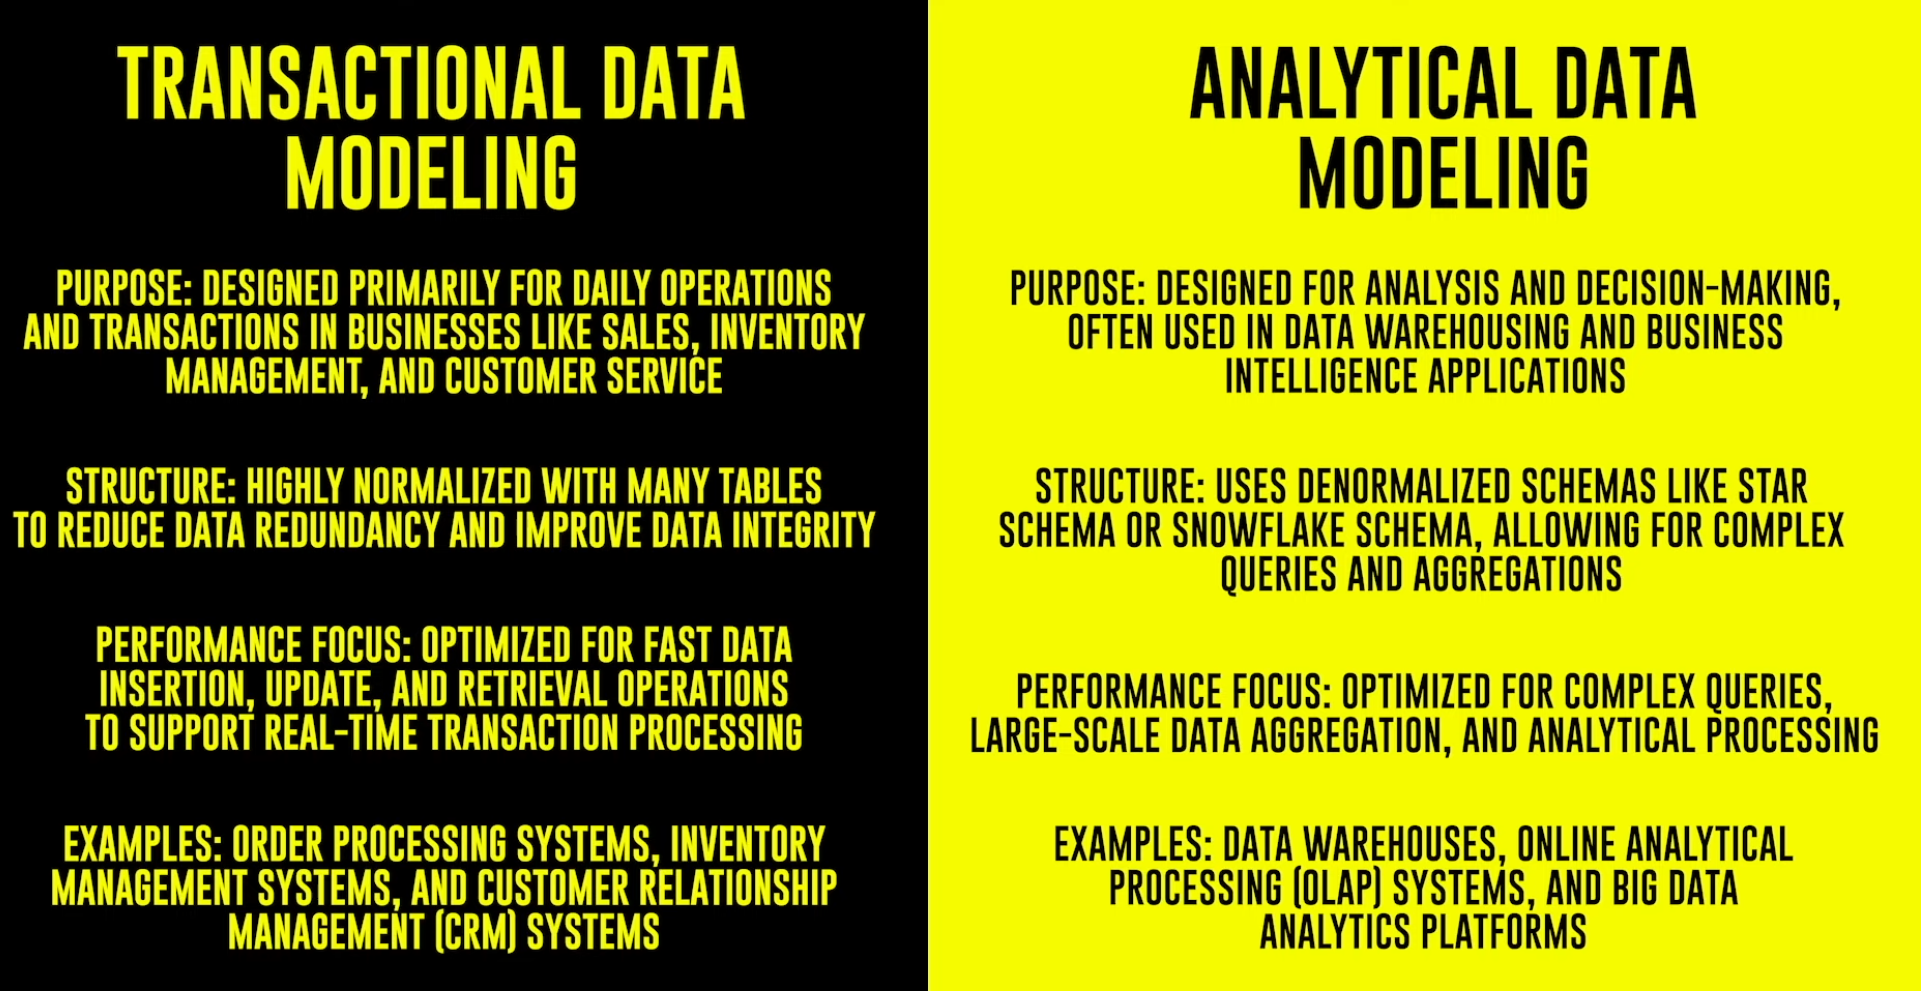 TRANSACTIONAL DATA
MODELING
PURPOSE: DESIGNED PRIMARILY FOR DAILY OPERATIONS
AND TRANSACTIONS IN BUSINESSES LIKE SALES, INVENTORY
MANAGEMENT, AND CUSTOMER SERVICE
STRUCTURE: HIGHLY NORMALIZED WITH MANY TABLES
TO REDUCE DATA REDUNDANCY AND IMPROVE DATA INTEGRITY
PERFORMANCE FOCUS: OPTIMIZED FOR FAST DATA
INSERTION, UPDATE, AND RETRIEVAL OPERATIONS
TO SUPPORT REAL-TIME TRANSACTION PROCESSING
EXAMPLES: ORDER PROCESSING SYSTEMS, INVENTORY
MANAGEMENT SYSTEMS, AND CUSTOMER RELATIONSHIP
MANAGEMENT (CRM) SYSTEMS
ANALYTICAL DATA
MODELING
PURPOSE: DESIGNED FOR ANALYSIS AND DECISION-MAKING,
OFTEN USED IN DATA WAREHOUSING AND BUSINESS
INTELLIGENCE APPLICATIONS
STRUCTURE: USES DENORMALIZED SCHEMAS LIKE STAR
SCHEMA OR SNOWFLAKE SCHEMA, ALLOWING FOR COMPLEX
QUERIES AND AGGREGATIONS
PERFORMANCE FOCUS: OPTIMIZED FOR COMPLEX QUERIES,
LARGE-SCALE DATA AGGREGATION, AND ANALYTICAL PROCESSING
EXAMPLES: DATA WAREHOUSES, ONLINE ANALYTICAL
PROCESSING (OLAP) SYSTEMS, AND BIG DATA
ANALYTICS PLATFORMS